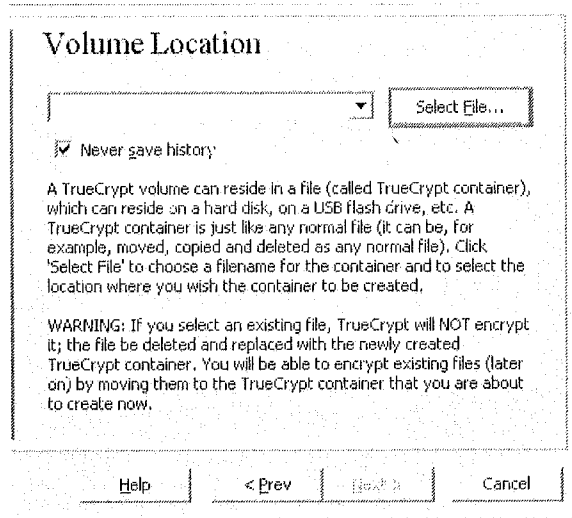 Volume Location
Select File...
Never save history
A TrueCrypt volume can reside in a file (called TrueCrypt container),
which can reside on a hard disk, on a USB flash drive, etc. A
TrueCrypt container is just like any normal file (it can be, for
example, moved, copied and deleted as any normal file). Click
'Select File' to choose a filename for the container and to select the
location where you wish the container to be created.
WARNING: If you select an existing file, TrueCrypt will NOT encrypt
it; the file be deleted and replaced with the newly created
TrueCrypt container. You will be able to encrypt existing files (later
on) by moving them to the TrueCrypt container that you are about
to create now.
Help
< Prev
Next >
Cancel